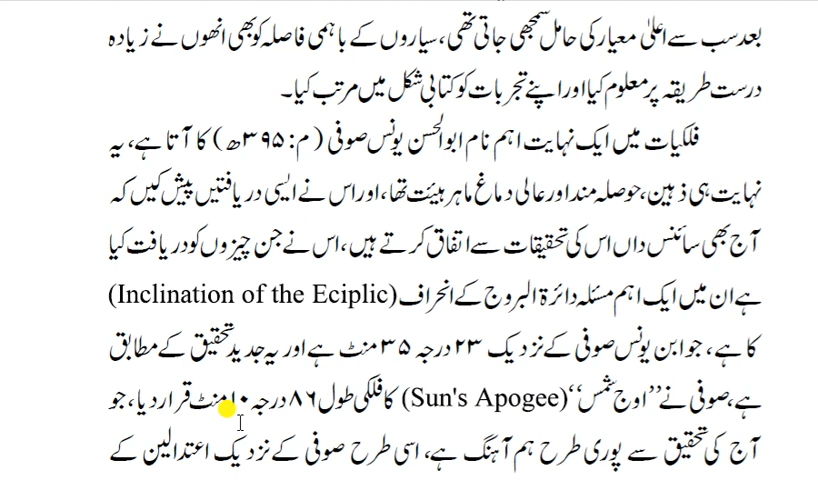 بعد سب سے اعلیٰ معیار کی حامل سمجھی جاتی تھی، سیاروں کے باہمی فاصلہ کو بھی انھوں نے زیادہ
درست طریقہ پر معلوم کیا اور اپنے تجربات کو کتابی شکل میں مرتب کیا۔
فلکیات میں ایک نہایت اہم نام ابوالحسن یونس صوفی (م: ۳۹۵ھ) کا آتا ہے، یہ
نہایت ہی ذہین، حوصلہ مند اور عالی دماغ ماہر ہیئت تھا، اور اس نے ایسی دریافتیں پیش کیں کہ
آج بھی سائنس داں اس کی تحقیقات سے اتفاق کرتے ہیں، اس نے جن چیزوں کو دریافت کیا
ہے ان میں ایک اہم مسئلہ دائرۃ البروج کے انحراف (Inclination of the Eciplic)
کا ہے، جو ابن یونس صوفی کے نزدیک ۲۳ درجہ ۳۵ منٹ ہے اور یہ جدید تحقیق کے مطابق
ہے، صوفی نے ’’اوج شمس‘‘ (Sun's Apogee) کا فلکی طول ۸۶ درجہ ۱۰ منٹ قرار دیا، جو
آج کی تحقیق سے پوری طرح ہم آہنگ ہے، اسی طرح صوفی کے نزدیک اعتدالین کے